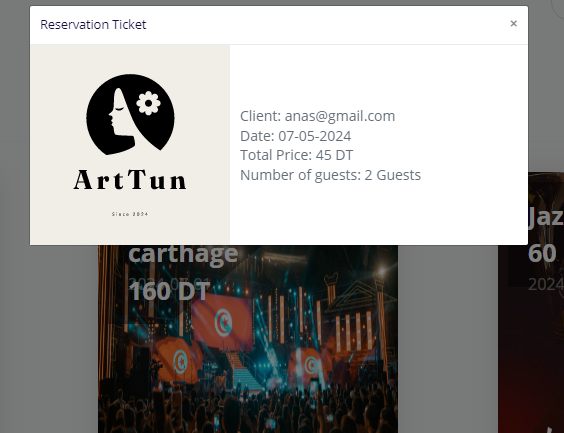 Reservation Ticket
×
ArtTun
Since 2024
Client: anas@gmail.com
Date: 07-05-2024
Total Price: 45 DT
Number of guests: 2 Guests
carthage
160 DT
Jaz
60
2024